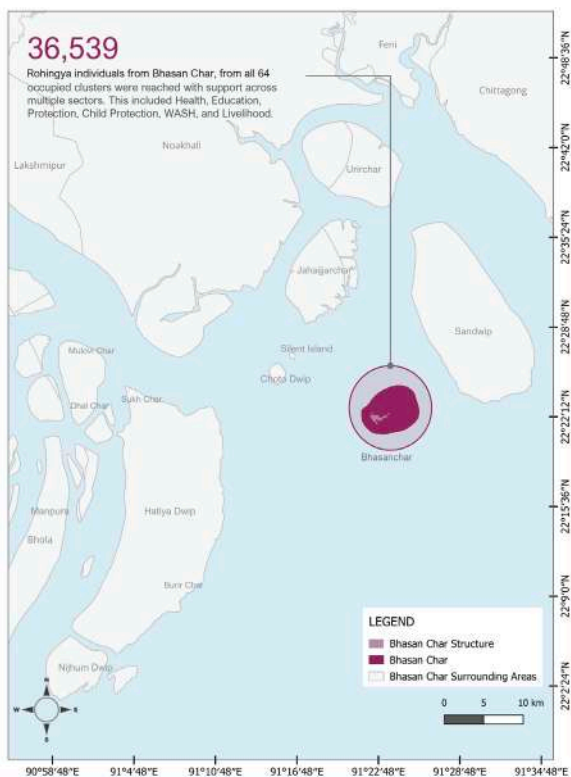 36,539
Rohingya individuals from Bhasan Char, from all 64
occupied clusters were reached with support across
multiple sectors. This included Health, Education,
Protection, Child Protection, WASH, and Livelihood.
Feni
Chittagong
Noakhali
Lakshmipur
Urirchar
Jahajjarchar
Sandwip
Silent Island
Chota Dwip
Mulovi Char
Sukh Char
Dhal Char
Bhasanchar
Manpura
Hatiya Dwip
Bhola
Burir Char
Nijhum Dwip
N
W
E
S
LEGEND
Bhasan Char Structure
Bhasan Char
Bhasan Char Surrounding Areas
0 5 10 km
22°48'36"N
22°42'0"N
22°35'24"N
22°28'48"N
22°22'12"N
22°15'36"N
22°9'0"N
22°2'24"N
90°58'48"E 91°4'48"E 91°10'48"E 91°16'48"E 91°22'48"E 91°28'48"E 91°34'48"E